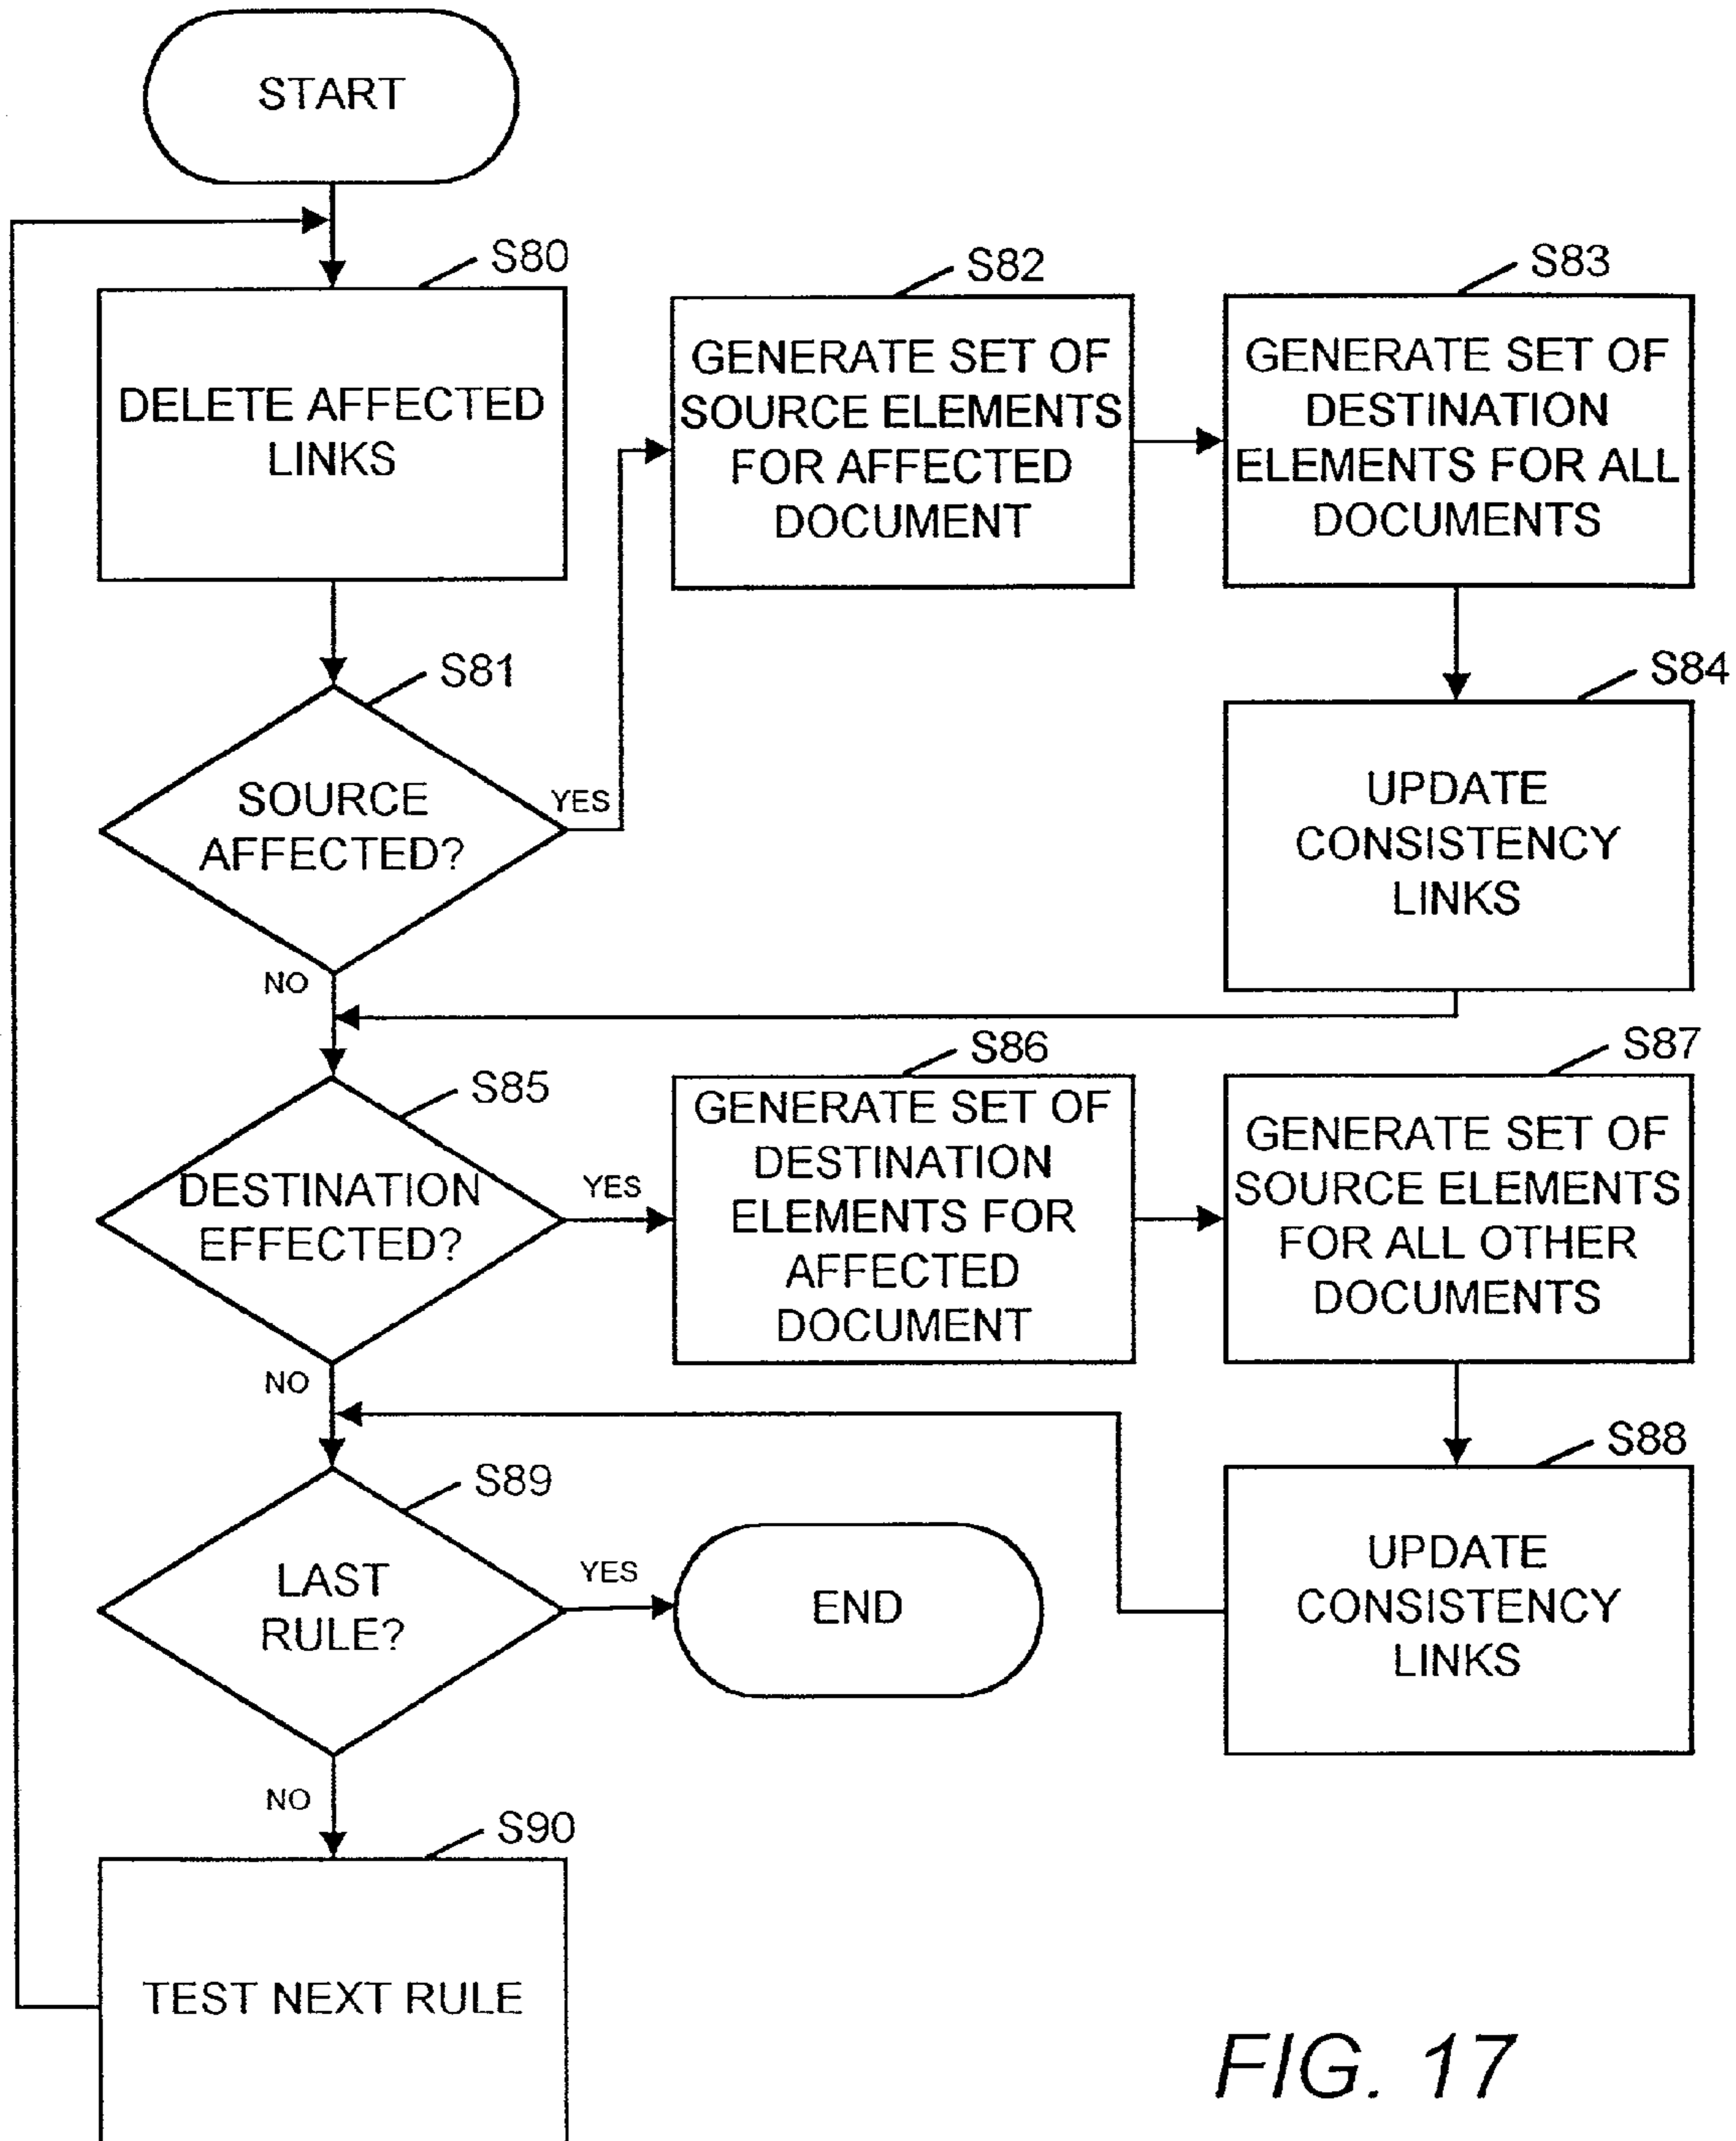 START
S80
DELETE AFFECTED
LINKS
S81
SOURCE
AFFECTED?
YES
NO
S82
GENERATE SET OF
SOURCE ELEMENTS
FOR AFFECTED
DOCUMENT
S83
GENERATE SET OF
DESTINATION
ELEMENTS FOR ALL
DOCUMENTS
S84
UPDATE
CONSISTENCY
LINKS
S85
DESTINATION
EFFECTED?
YES
NO
S86
GENERATE SET OF
DESTINATION
ELEMENTS FOR
AFFECTED
DOCUMENT
S87
GENERATE SET OF
SOURCE ELEMENTS
FOR ALL OTHER
DOCUMENTS
S88
UPDATE
CONSISTENCY
LINKS
S89
LAST
RULE?
YES
END
NO
S90
TEST NEXT RULE
FIG. 17